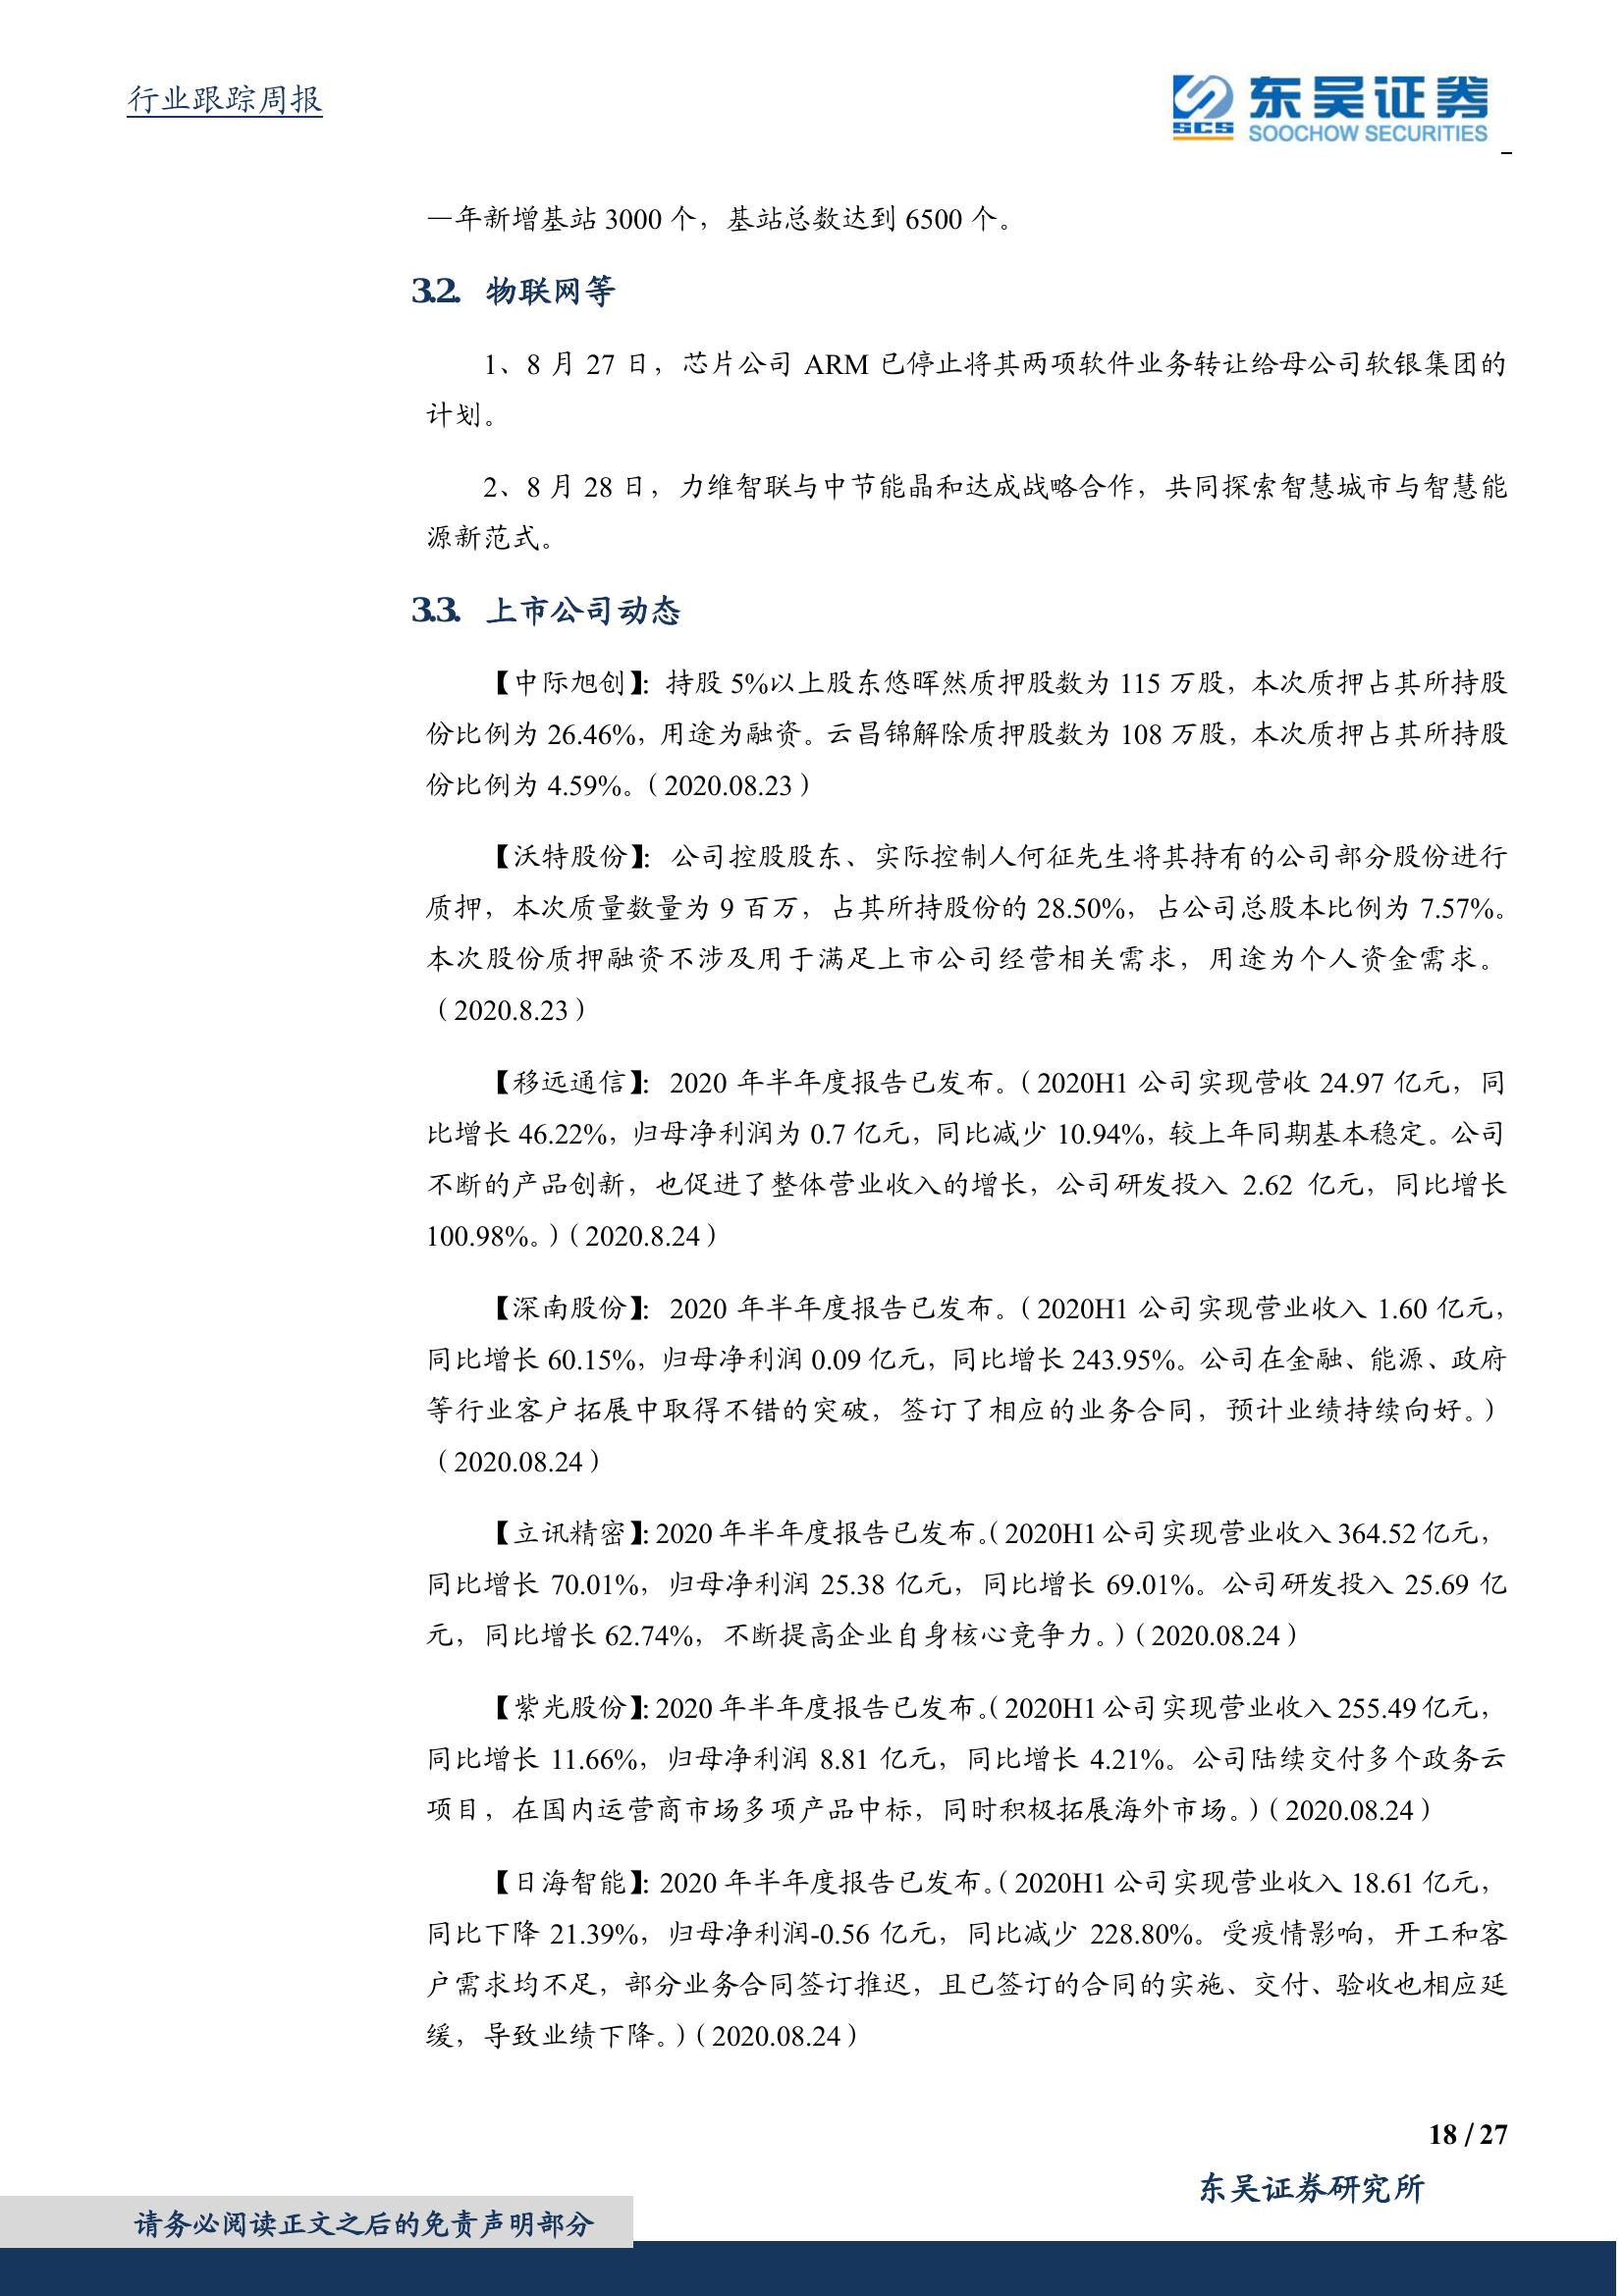 行业跟踪周报
SCS
东吴证券
SOOCHOW SECURITIES
一年新增基站 3000 个，基站总数达到 6500 个。
3.2. 物联网等
1、8 月 27 日，芯片公司 ARM 已停止将其两项软件业务转让给母公司软银集团的
计划。
2、8 月 28 日，力维智联与中节能晶和达成战略合作，共同探索智慧城市与智慧能
源新范式。
3.3. 上市公司动态
【中际旭创】：持股 5%以上股东悠晖然质押股数为 115 万股，本次质押占其所持股
份比例为 26.46%，用途为融资。云昌锦解除质押股数为 108 万股，本次质押占其所持股
份比例为 4.59%。（2020.08.23）
【沃特股份】：公司控股股东、实际控制人何征先生将其持有的公司部分股份进行
质押，本次质量数量为 9 百万，占其所持股份的 28.50%，占公司总股本比例为 7.57%。
本次股份质押融资不涉及用于满足上市公司经营相关需求，用途为个人资金需求。
（2020.8.23）
【移远通信】：2020 年半年度报告已发布。（2020H1 公司实现营收 24.97 亿元，同
比增长 46.22%，归母净利润为 0.7 亿元，同比减少 10.94%，较上年同期基本稳定。公司
不断的产品创新，也促进了整体营业收入的增长，公司研发投入 2.62 亿元，同比增长
100.98%。）（2020.8.24）
【深南股份】：2020 年半年度报告已发布。（2020H1 公司实现营业收入 1.60 亿元，
同比增长 60.15%，归母净利润 0.09 亿元，同比增长 243.95%。公司在金融、能源、政府
等行业客户拓展中取得不错的突破，签订了相应的业务合同，预计业绩持续向好。）
（2020.08.24）
【立讯精密】：2020 年半年度报告已发布。（2020H1 公司实现营业收入 364.52 亿元，
同比增长 70.01%，归母净利润 25.38 亿元，同比增长 69.01%。公司研发投入 25.69 亿
元，同比增长 62.74%，不断提高企业自身核心竞争力。）（2020.08.24）
【紫光股份】：2020 年半年度报告已发布。（2020H1 公司实现营业收入 255.49 亿元，
同比增长 11.66%，归母净利润 8.81 亿元，同比增长 4.21%。公司陆续交付多个政务云
项目，在国内运营商市场多项产品中标，同时积极拓展海外市场。）（2020.08.24）
【日海智能】：2020 年半年度报告已发布。（2020H1 公司实现营业收入 18.61 亿元，
同比下降 21.39%，归母净利润-0.56 亿元，同比减少 228.80%。受疫情影响，开工和客
户需求均不足，部分业务合同签订推迟，且已签订的合同的实施、交付、验收也相应延
缓，导致业绩下降。）（2020.08.24）
18 / 27
东吴证券研究所
请务必阅读正文之后的免责声明部分